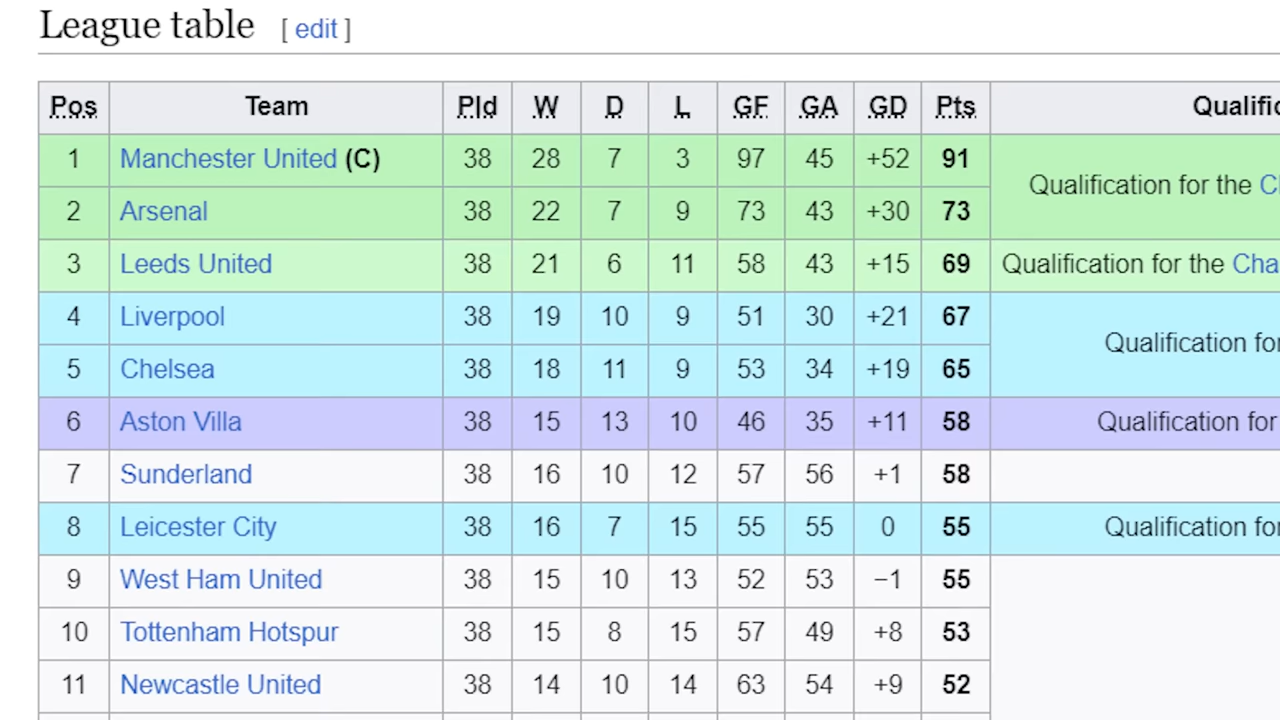 League table [ edit ]
Pos Team Pld W D L GF GA GD Pts Qualific
1 Manchester United (C) 38 28 7 3 97 45 +52 91
Qualification for the C
2 Arsenal 38 22 7 9 73 43 +30 73
3 Leeds United 38 21 6 11 58 43 +15 69 Qualification for the Cha
4 Liverpool 38 19 10 9 51 30 +21 67
Qualification fo
5 Chelsea 38 18 11 9 53 34 +19 65
6 Aston Villa 38 15 13 10 46 35 +11 58 Qualification for
7 Sunderland 38 16 10 12 57 56 +1 58
8 Leicester City 38 16 7 15 55 55 0 55 Qualification fo
9 West Ham United 38 15 10 13 52 53 −1 55
10 Tottenham Hotspur 38 15 8 15 57 49 +8 53
11 Newcastle United 38 14 10 14 63 54 +9 52